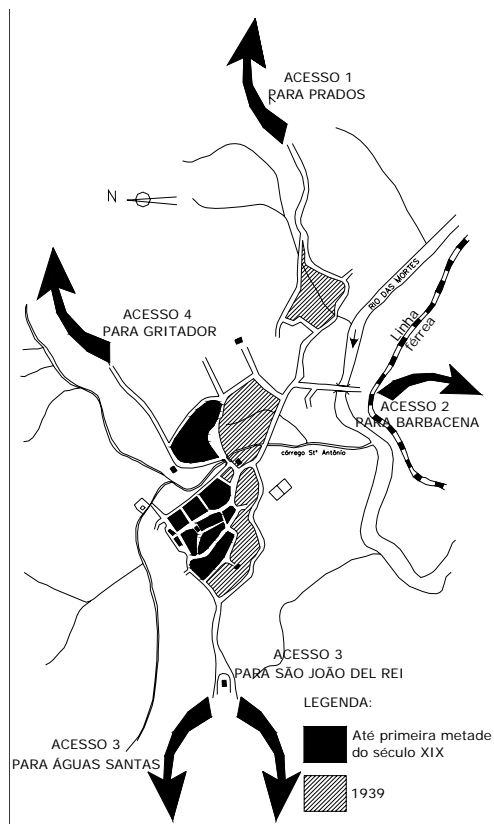 ACESSO 1
PARA PRADOS
N
RIO DAS MORTES
Linha
férrea
ACESSO 4
PARA GRITADOR
ACESSO 2
PARA BARBACENA
córrego Stº Antônio
ACESSO 3
PARA SÃO JOÃO DEL REI
LEGENDA:
Até primeira metade
do século XIX
ACESSO 3
PARA ÁGUAS SANTAS
1939